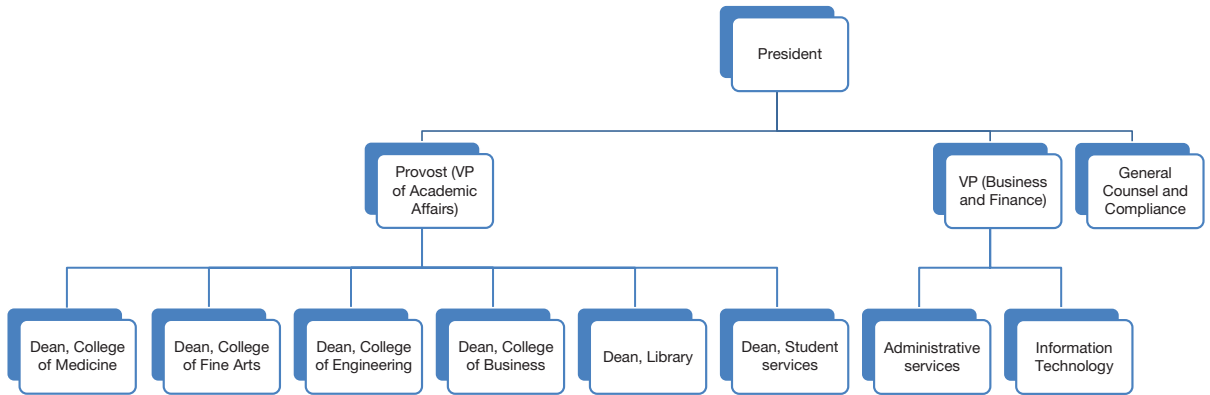 President
Provost (VP
of Academic
Affairs)
VP (Business
and Finance)
General
Counsel and
Compliance
Dean, College
of Medicine
Dean, College
of Fine Arts
Dean, College
of Engineering
Dean, College
of Business
Dean, Library
Dean, Student
services
Administrative
services
Information
Technology